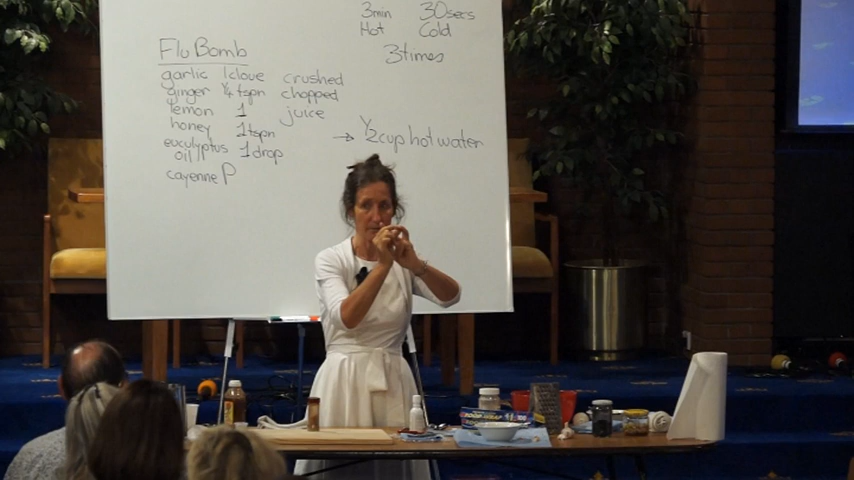 3min 30secs
Hot Cold
3times
Flu Bomb
garlic 1clove crushed
ginger 1/4 tspn chopped
lemon 1 juice
honey 1tspn
→ 1/2cup hot water
euculyptus 1drop
oil
cayenne P